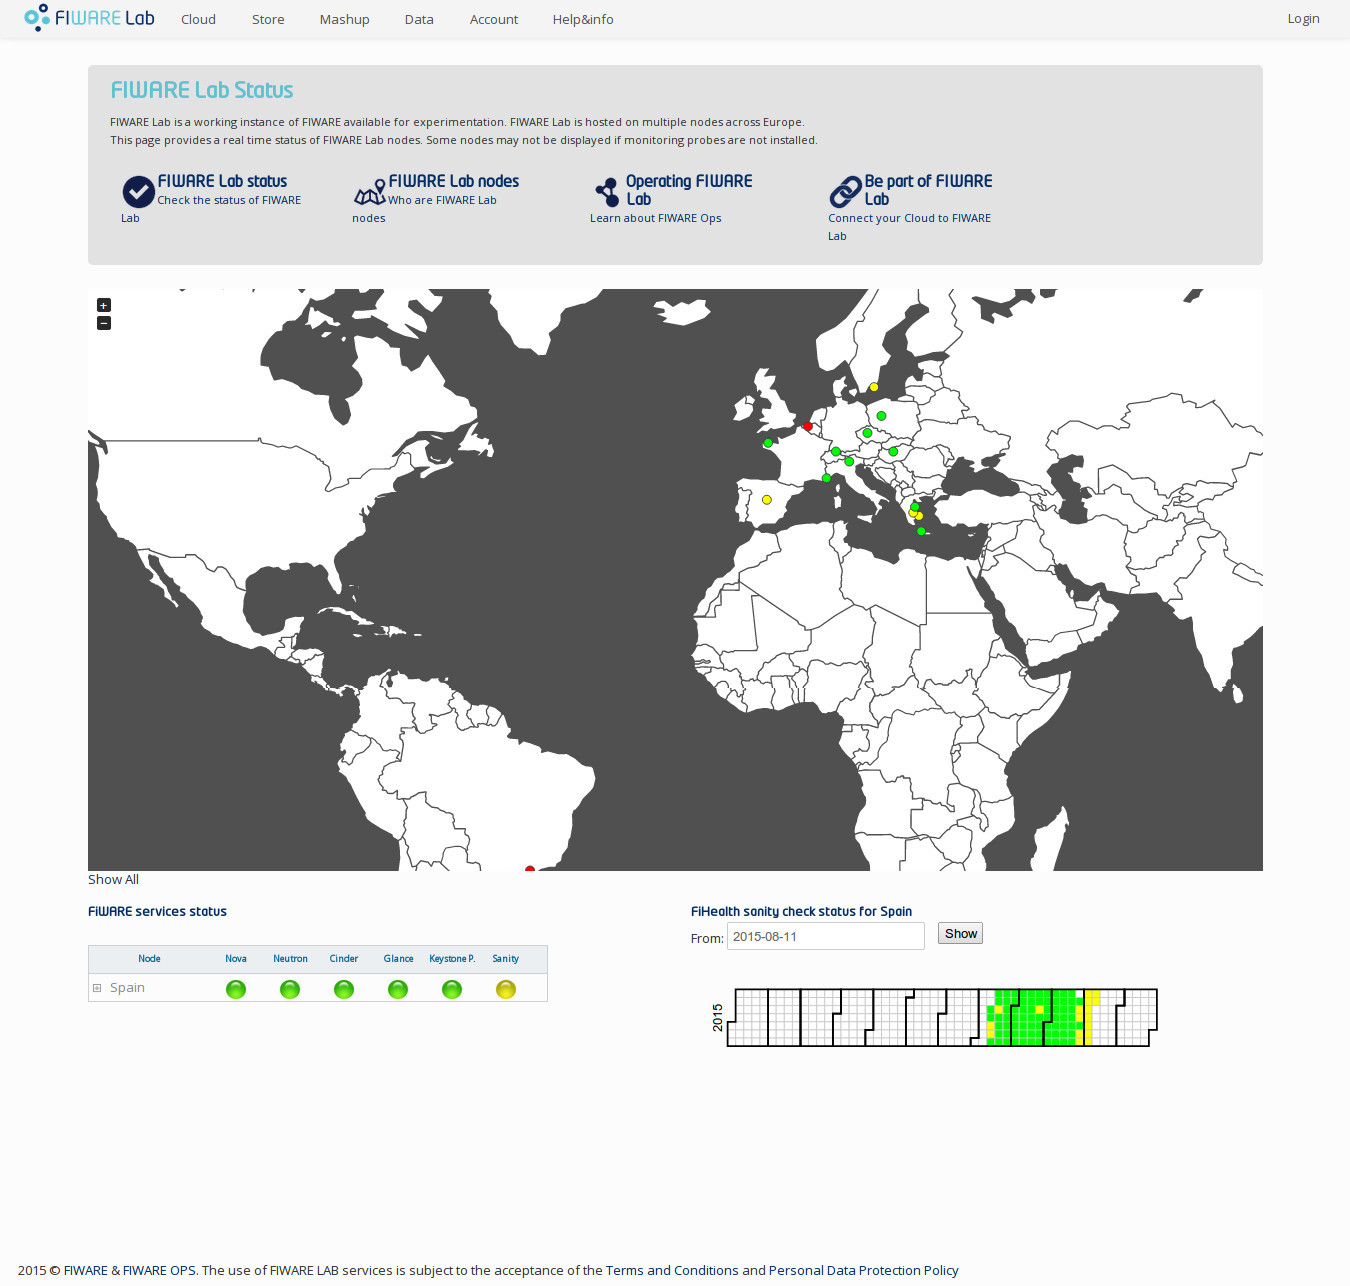 FIWARE Lab
Cloud
Store
Mashup
Data
Account
Help&info
Login
FIWARE Lab Status
FIWARE Lab is a working instance of FIWARE available for experimentation. FIWARE Lab is hosted on multiple nodes across Europe.
This page provides a real time status of FIWARE Lab nodes. Some nodes may not be displayed if monitoring probes are not installed.
FIWARE Lab status
Check the status of FIWARE
Lab
FIWARE Lab nodes
Who are FIWARE Lab
nodes
Operating FIWARE
Lab
Learn about FIWARE Ops
Be part of FIWARE
Lab
Connect your Cloud to FIWARE
Lab
+
−
Show All
FIWARE services status
Node Nova Neutron Cinder Glance Keystone P. Sanity
Spain
FiHealth sanity check status for Spain
From: 2015-08-11 Show
2015
2015 © FIWARE & FIWARE OPS. The use of FIWARE LAB services is subject to the acceptance of the Terms and Conditions and Personal Data Protection Policy